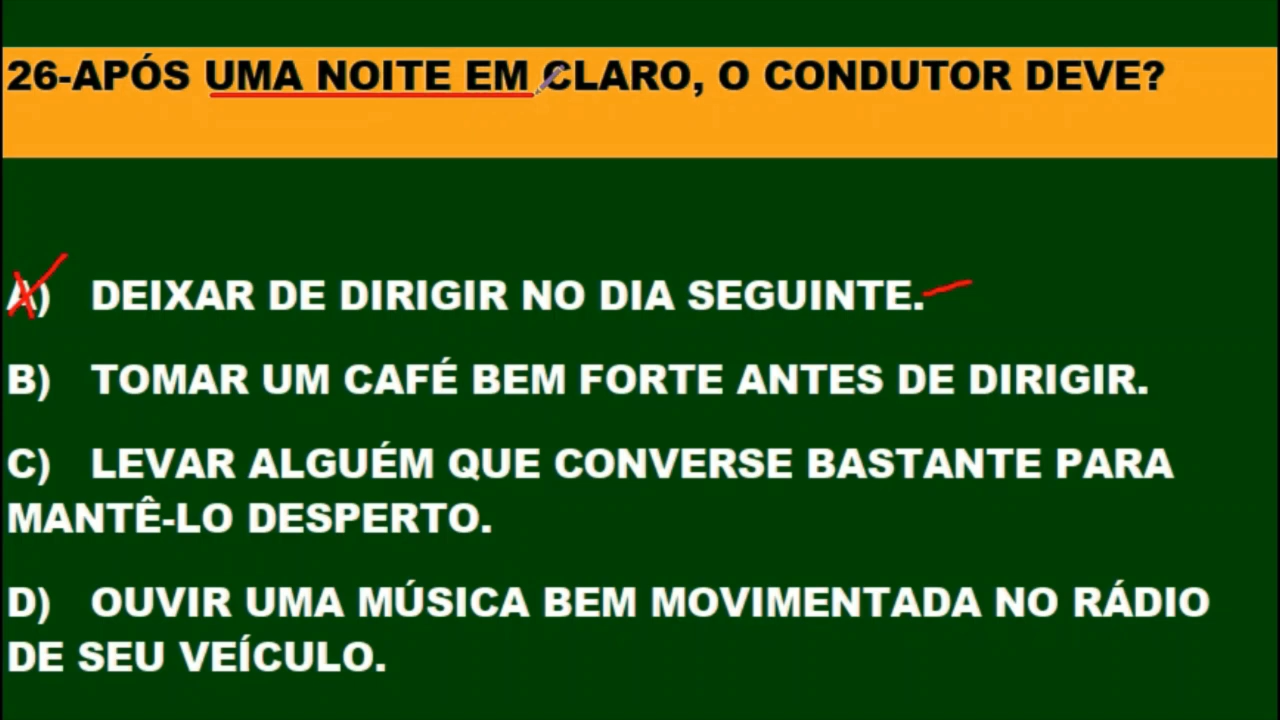 26-APÓS UMA NOITE EM CLARO, O CONDUTOR DEVE?
A) DEIXAR DE DIRIGIR NO DIA SEGUINTE.
B) TOMAR UM CAFÉ BEM FORTE ANTES DE DIRIGIR.
C) LEVAR ALGUÉM QUE CONVERSE BASTANTE PARA
MANTÊ-LO DESPERTO.
D) OUVIR UMA MÚSICA BEM MOVIMENTADA NO RÁDIO
DE SEU VEÍCULO.